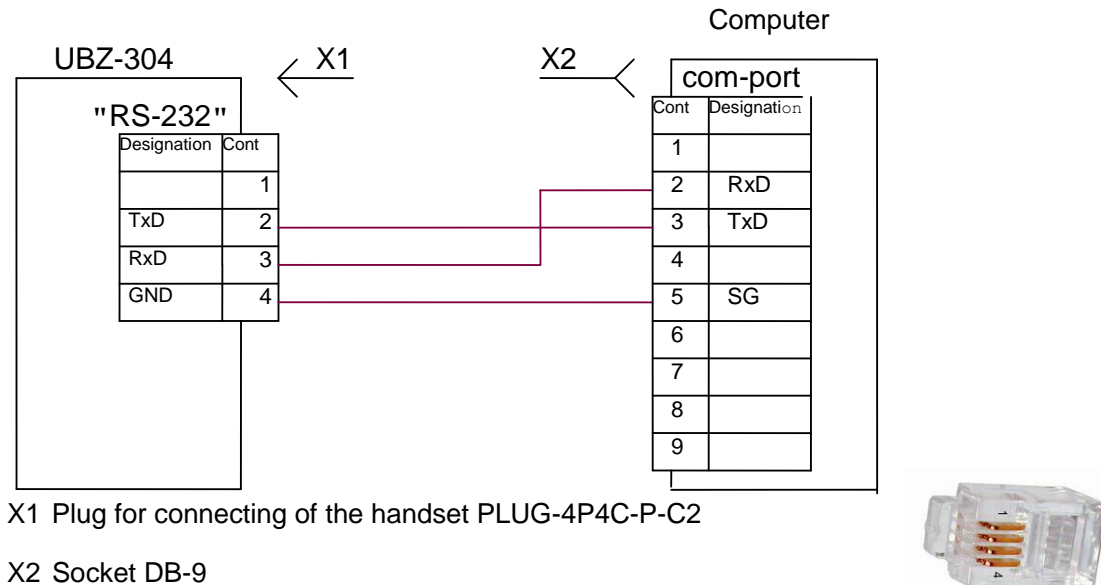 Computer
UBZ-304
X1
X2
com-port
"RS-232"
Designation Cont
1
TxD 2
RxD 3
GND 4
Cont Designation
1
2 RxD
3 TxD
4
5 SG
6
7
8
9
X1 Plug for connecting of the handset PLUG-4P4C-P-C2
X2 Socket DB-9
1
4